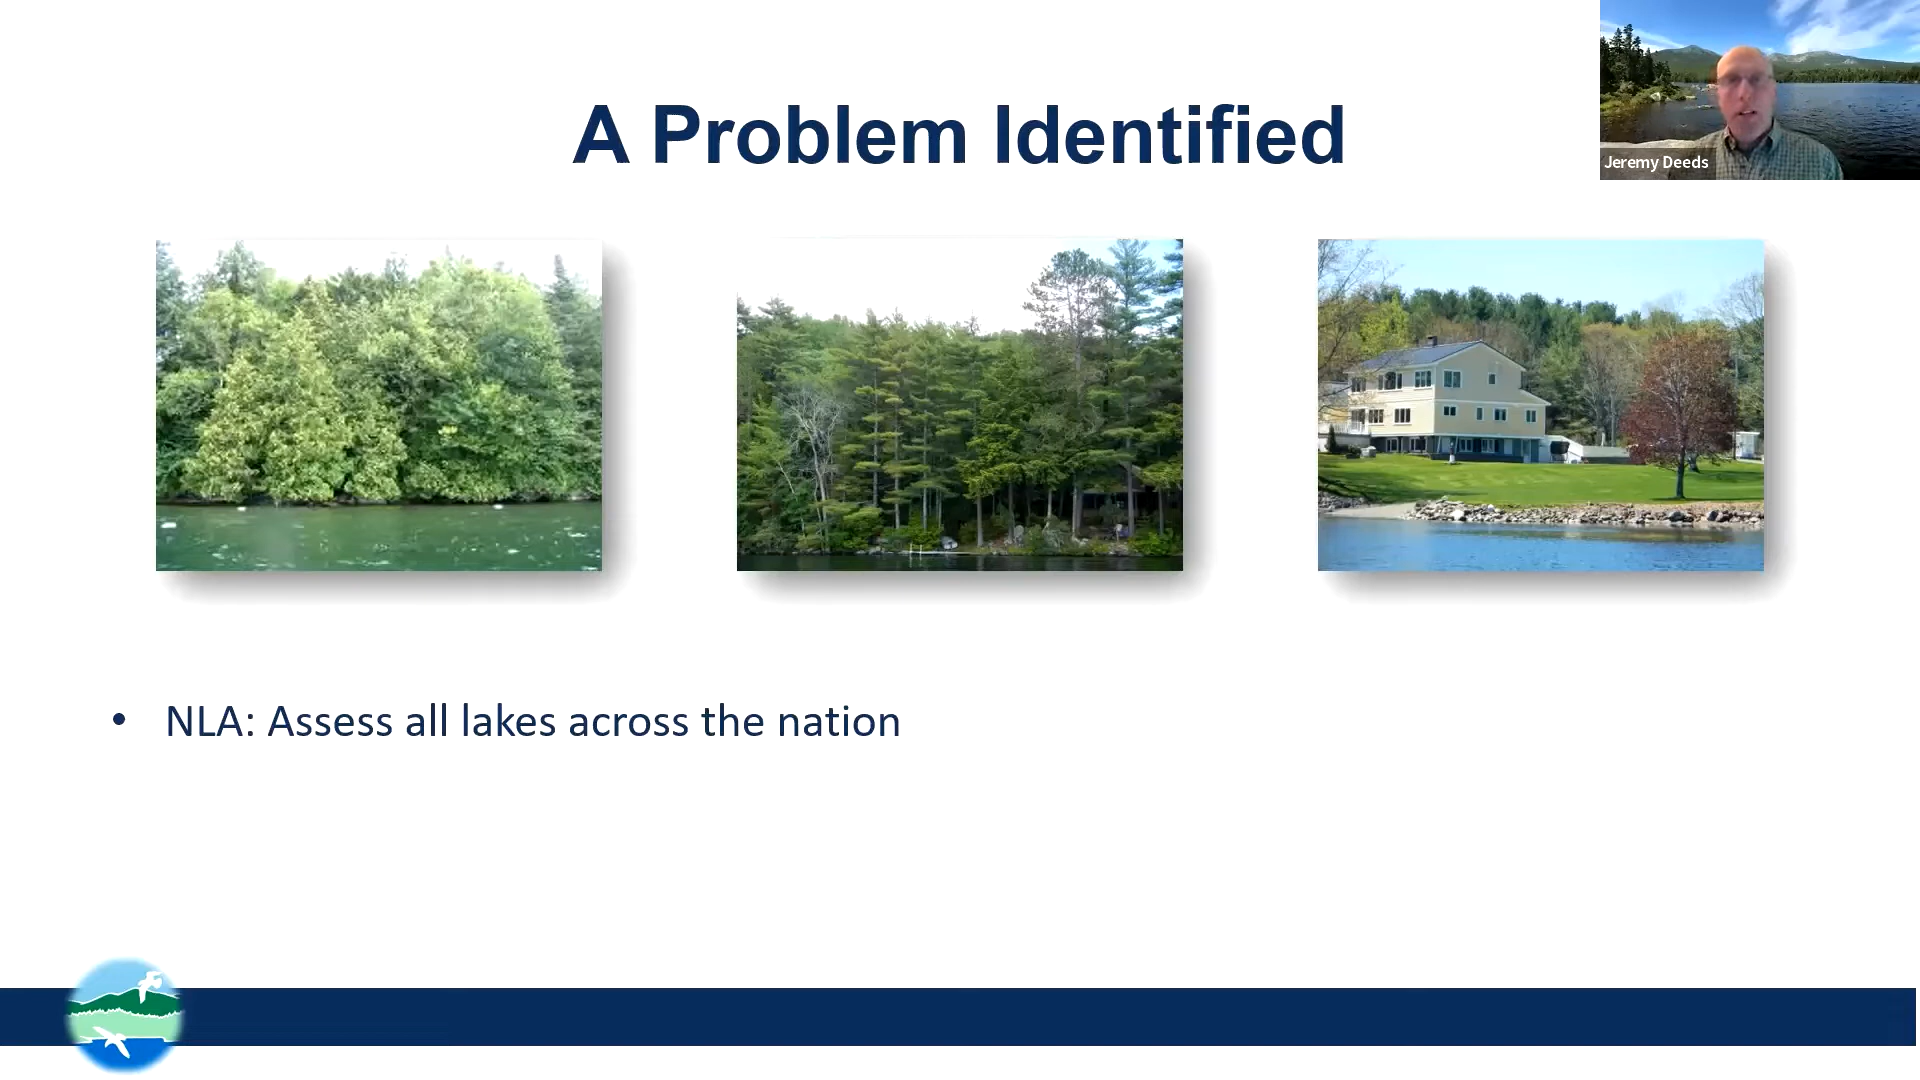 A Problem Identified
Jeremy Deeds
• NLA: Assess all lakes across the nation